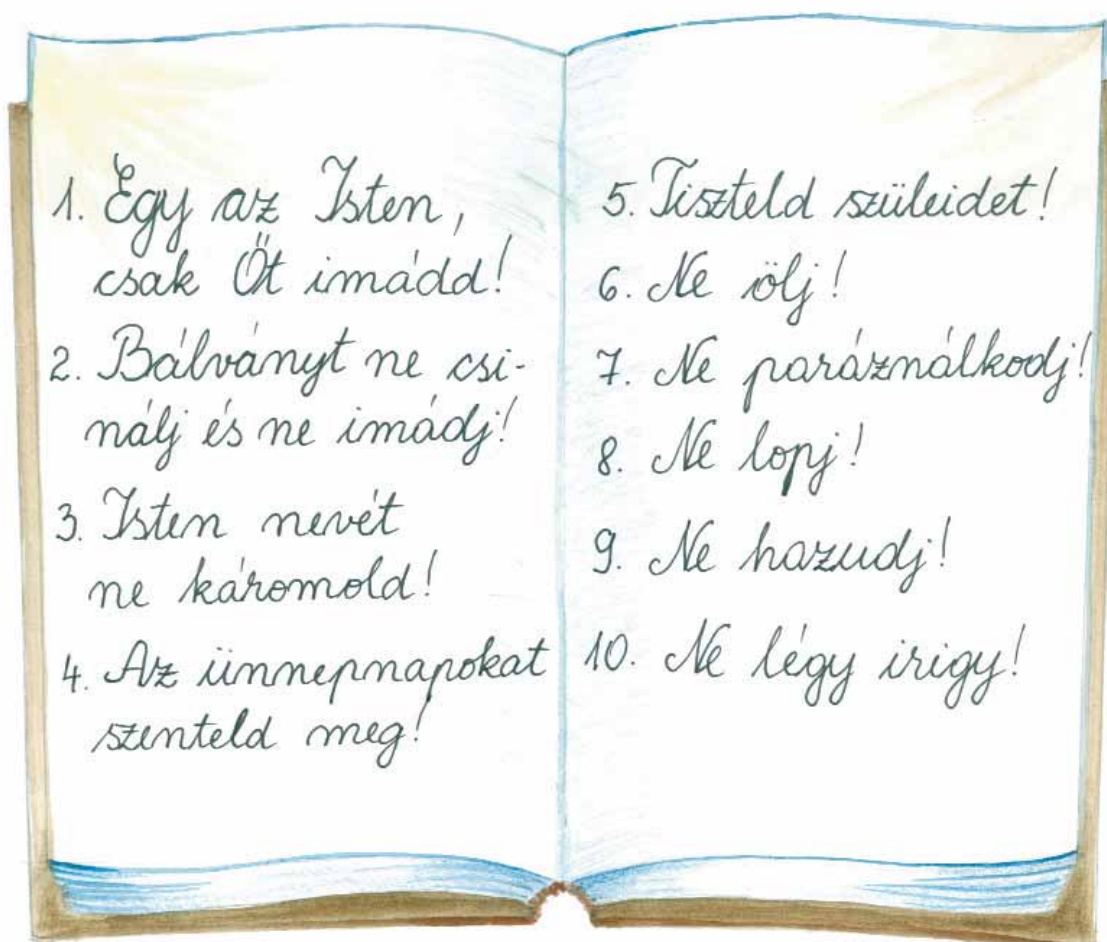 1. Egy az Isten,
csak Őt imádd!
2. Bálványt ne csi-
nálj és ne imádj!
3. Isten nevét
ne káromold!
4. Az ünnepnapokat
szenteld meg!
5. Tiszteld szüleidet!
6. Ne ölj!
7. Ne paráználkodj!
8. Ne lopj!
9. Ne hazudj!
10. Ne légy irigy!